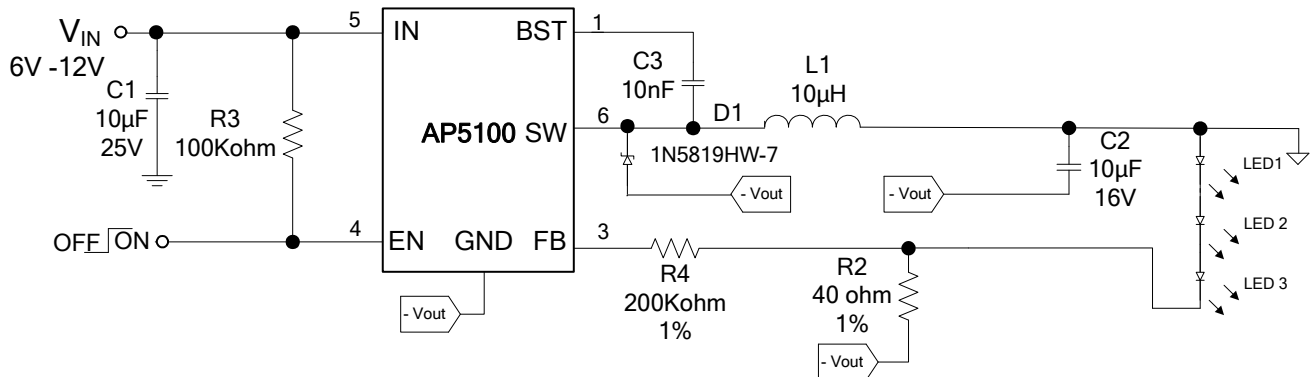 VIN
6V -12V
C1
10µF
25V
R3
100Kohm
OFF ON
5
IN
4
EN
AP5100
GND
BST
1
SW
6
FB
3
- Vout
C3
10nF
D1
1N5819HW-7
- Vout
L1
10µH
C2
10µF
16V
- Vout
R4
200Kohm
1%
R2
40 ohm
1%
- Vout
LED1
LED 2
LED 3